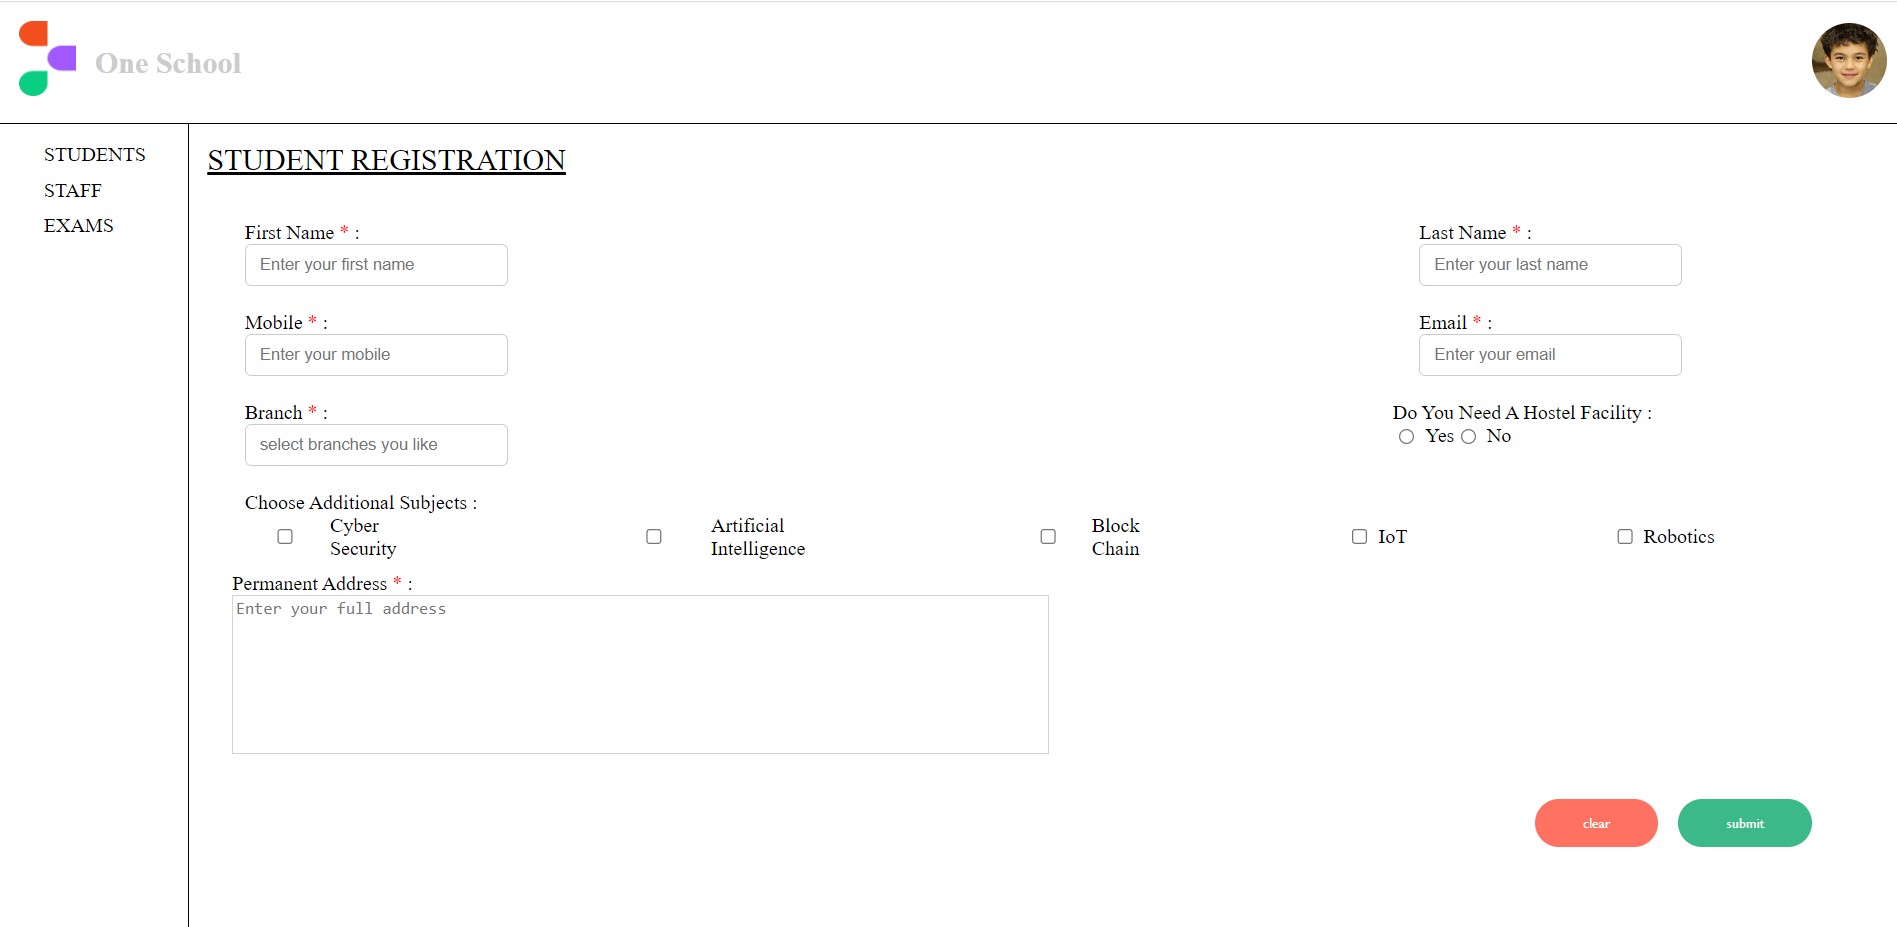 One School
STUDENTS
STAFF
EXAMS
STUDENT REGISTRATION
First Name * :
Enter your first name
Last Name * :
Enter your last name
Mobile * :
Enter your mobile
Email * :
Enter your email
Branch * :
select branches you like
Do You Need A Hostel Facility :
Yes No
Choose Additional Subjects :
Cyber
Security
Artificial
Intelligence
Block
Chain
IoT
Robotics
Permanent Address * :
Enter your full address
clear
submit